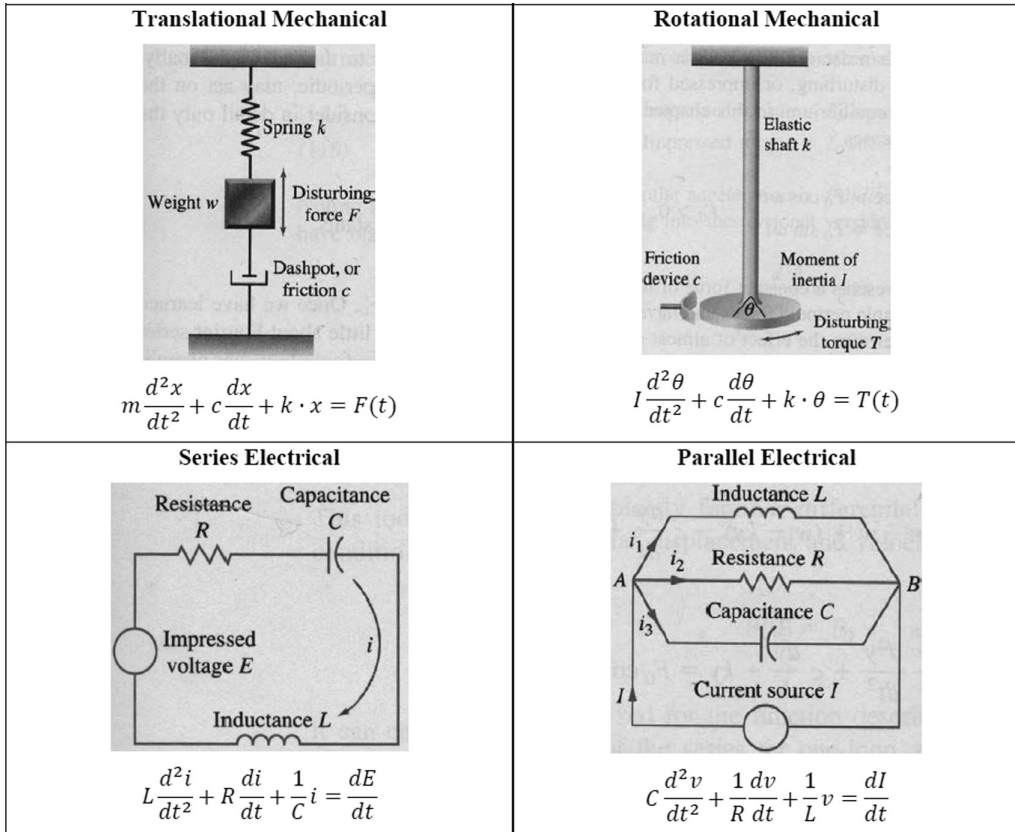 Translational Mechanical
Spring k
Weight w
Disturbing
force F
Dashpot, or
friction c
m d²x/dt² + c dx/dt + k · x = F(t)
Rotational Mechanical
Elastic
shaft k
Friction
device c
Moment of
inertia I
θ
Disturbing
torque T
I d²θ/dt² + c dθ/dt + k · θ = T(t)
Series Electrical
Resistance
R
Capacitance
C
Impressed
voltage E
i
Inductance L
L d²i/dt² + R di/dt + 1/C i = dE/dt
Parallel Electrical
Inductance L
i₁
i₂
Resistance R
A
B
Capacitance C
i₃
Current source I
I
C d²v/dt² + 1/R dv/dt + 1/L v = dI/dt